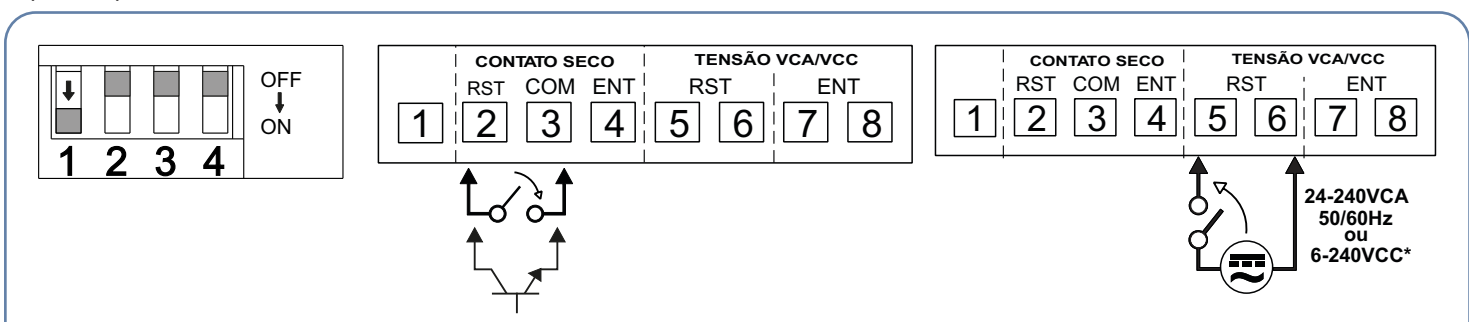 OFF
ON
1 2 3 4
CONTATO SECO TENSÃO VCA/VCC
RST COM ENT RST ENT
1 2 3 4 5 6 7 8
CONTATO SECO TENSÃO VCA/VCC
RST COM ENT RST ENT
1 2 3 4 5 6 7 8
24-240VCA
50/60Hz
ou
6-240VCC*